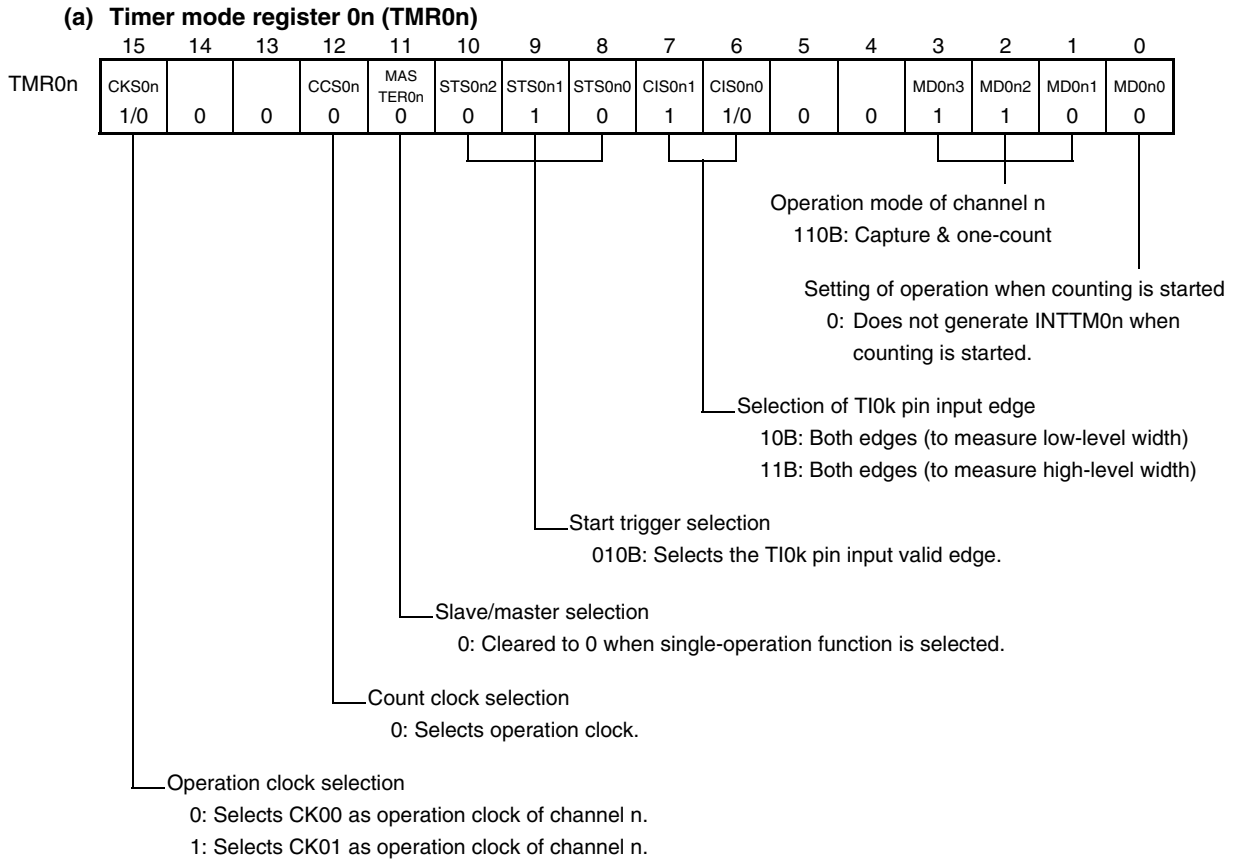 (a) Timer mode register 0n (TMR0n)
15 14 13 12 11 10 9 8 7 6 5 4 3 2 1 0
TMR0n CKS0n CCS0n MAS TER0n STS0n2 STS0n1 STS0n0 CIS0n1 CIS0n0 MD0n3 MD0n2 MD0n1 MD0n0
1/0 0 0 0 0 0 1 0 1 1/0 0 0 1 1 0 0
Operation mode of channel n
110B: Capture & one-count
Setting of operation when counting is started
0: Does not generate INTTM0n when
counting is started.
Selection of TI0k pin input edge
10B: Both edges (to measure low-level width)
11B: Both edges (to measure high-level width)
Start trigger selection
010B: Selects the TI0k pin input valid edge.
Slave/master selection
0: Cleared to 0 when single-operation function is selected.
Count clock selection
0: Selects operation clock.
Operation clock selection
0: Selects CK00 as operation clock of channel n.
1: Selects CK01 as operation clock of channel n.